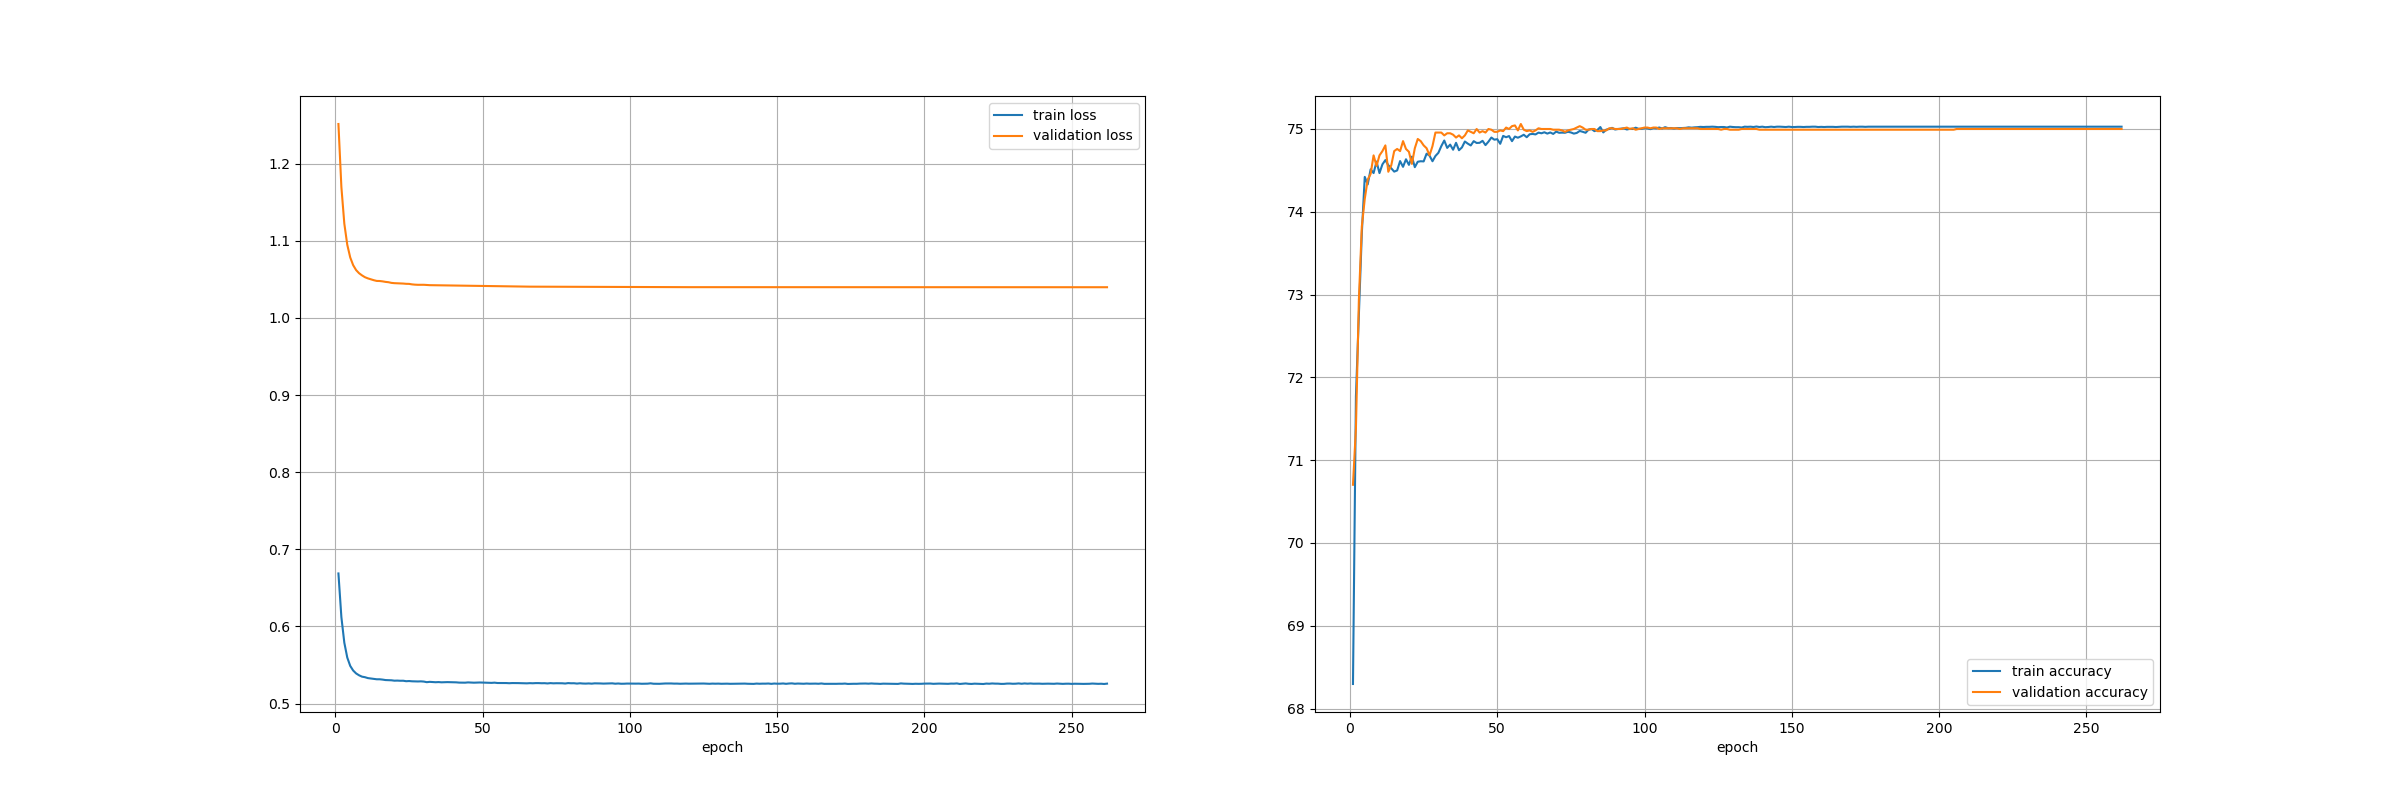 train loss
validation loss
1.2
1.1
1.0
0.9
0.8
0.7
0.6
0.5
0 50 100 150 200 250
epoch
75
74
73
72
71
70
69
68
train accuracy
validation accuracy
0 50 100 150 200 250
epoch